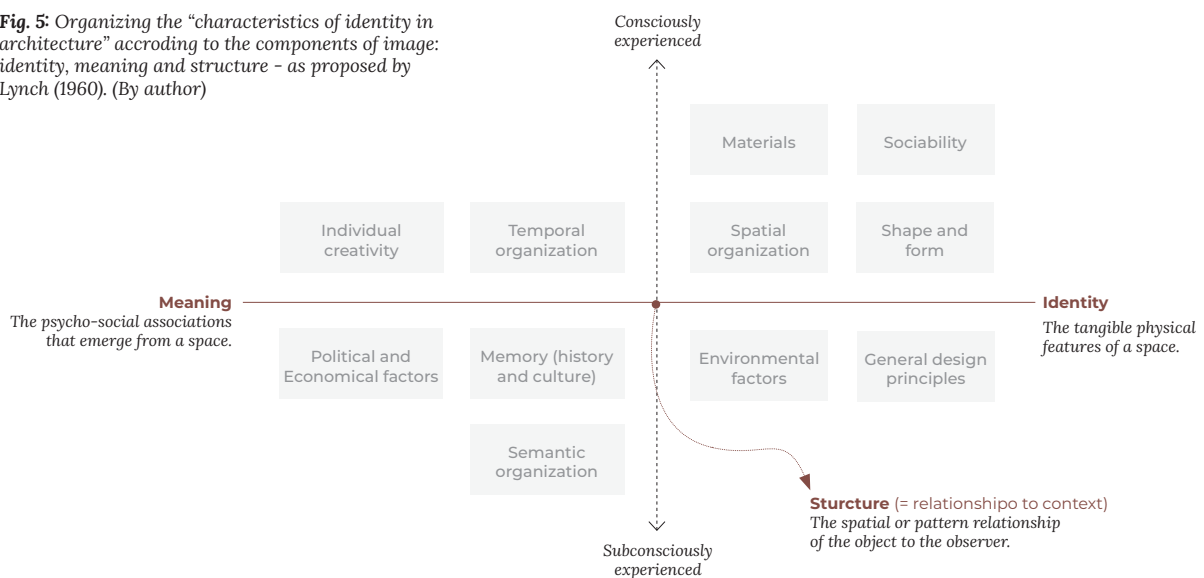 Fig. 5: Organizing the “characteristics of identity in
architecture” accroding to the components of image:
identity, meaning and structure - as proposed by
Lynch (1960). (By author)
Consciously
experienced
Materials
Sociability
Individual
creativity
Temporal
organization
Spatial
organization
Shape and
form
Meaning
The psycho-social associations
that emerge from a space.
Identity
The tangible physical
features of a space.
Political and
Economical factors
Memory (history
and culture)
Environmental
factors
General design
principles
Semantic
organization
Sturcture (= relationshipo to context)
The spatial or pattern relationship
of the object to the observer.
Subconsciously
experienced